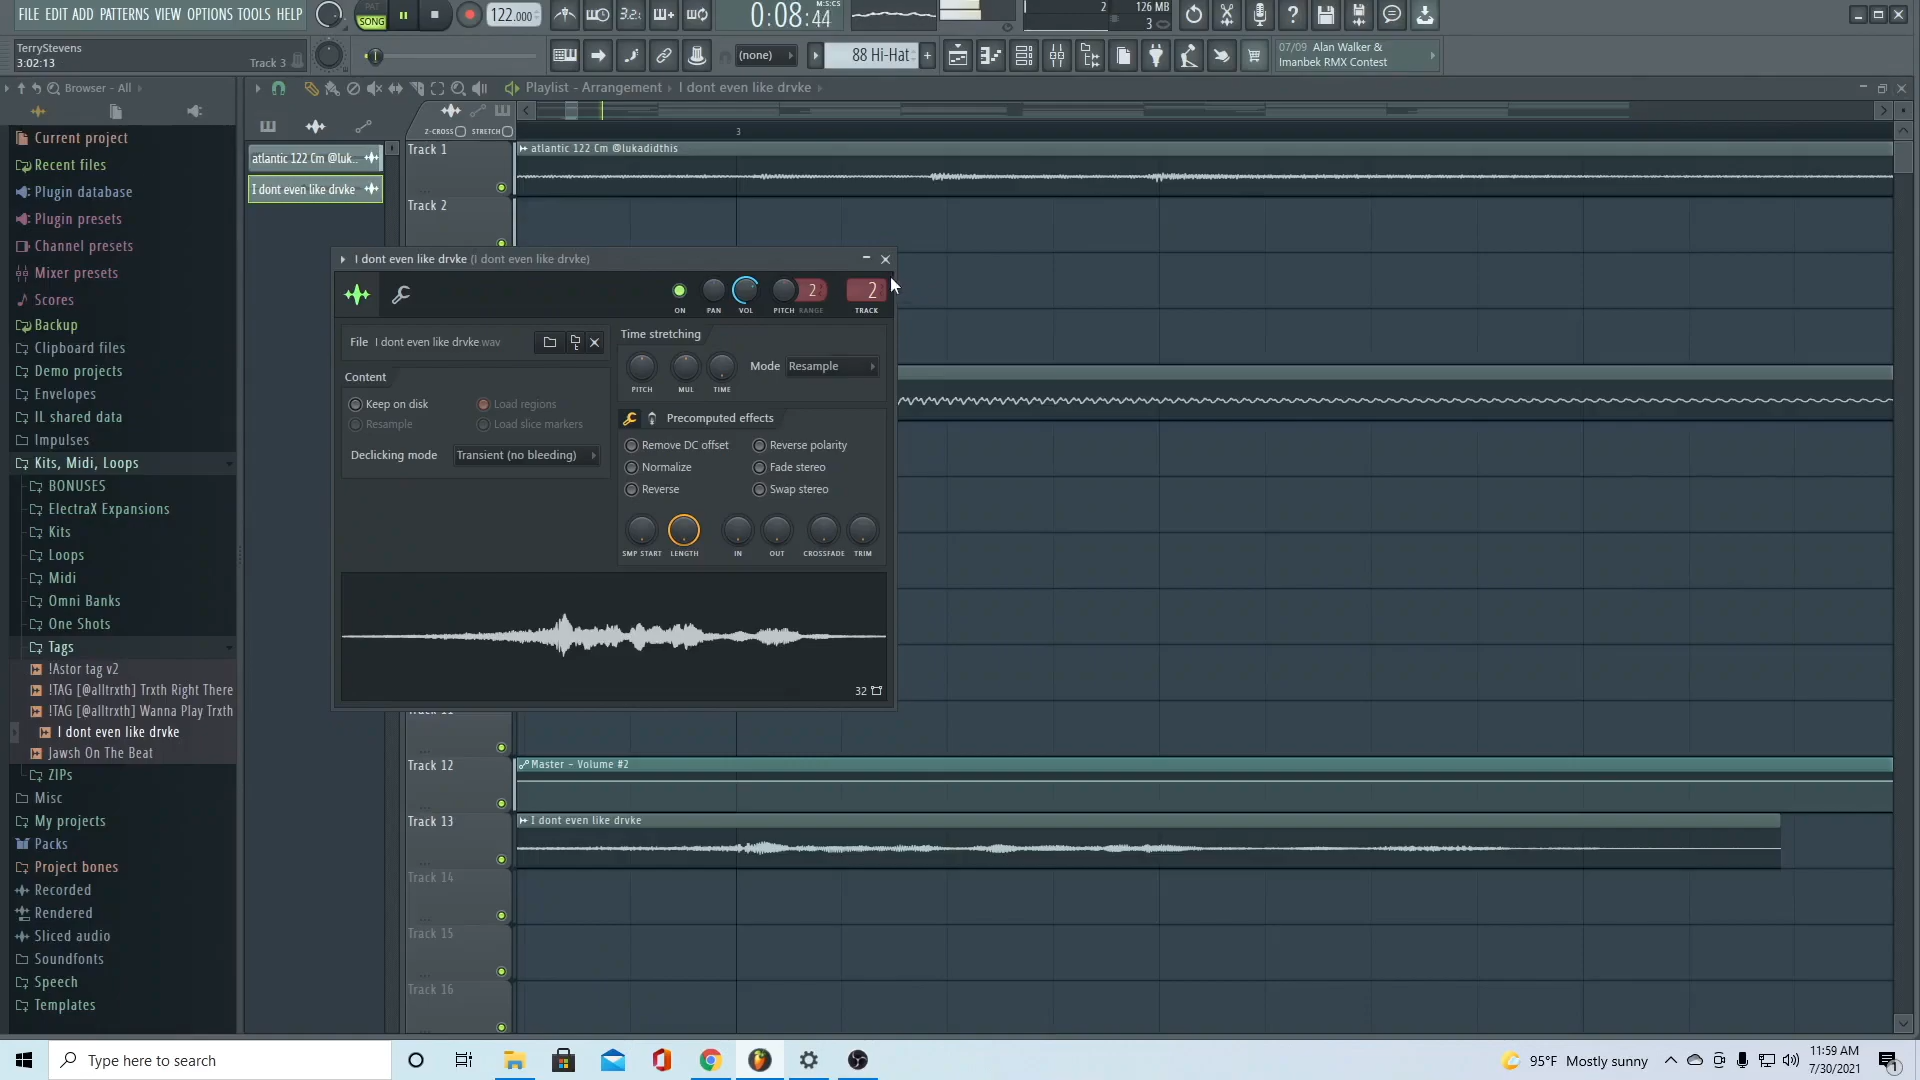 FILE EDIT ADD PATTERNS VIEW OPTIONS TOOLS HELP
PAT
SONG
122.000
3.2
0:08:44
M:S:CS
2
126 MB
3
TerryStevens
3:02:13
Track 3
(none)
88 Hi-Hat
07/09 Alan Walker &
Imanbek RMX Contest
Browser - All
Playlist - Arrangement
I dont even like drvke
Z-CROSS
STRETCH
3
Current project
Recent files
Plugin database
Plugin presets
Channel presets
Mixer presets
Scores
Backup
Clipboard files
Demo projects
Envelopes
IL shared data
Impulses
Kits, Midi, Loops
BONUSES
ElectraX Expansions
Kits
Loops
Midi
Omni Banks
One Shots
Tags
!Astor tag v2
!TAG [@alltrxth] Trxth Right There
!TAG [@alltrxth] Wanna Play Trxth
I dont even like drvke
Jawsh On The Beat
ZIPs
Misc
My projects
Packs
Project bones
Recorded
Rendered
Sliced audio
Soundfonts
Speech
Templates
atlantic 122 Cm @luk..
I dont even like drvke
Track 1
atlantic 122 Cm @lukadidthis
Track 2
I dont even like drvke (I dont even like drvke)
2
2
ON
PAN
VOL
PITCH
RANGE
TRACK
File
I dont even like drvke.wav
Content
Keep on disk
Load regions
Resample
Load slice markers
Declicking mode
Transient (no bleeding)
Time stretching
PITCH
MUL
TIME
Mode
Resample
Precomputed effects
Remove DC offset
Reverse polarity
Normalize
Fade stereo
Reverse
Swap stereo
SMP START
LENGTH
IN
OUT
CROSSFADE
TRIM
32
Track 12
Master - Volume #2
Track 13
I dont even like drvke
Track 14
Track 15
Track 16
Type here to search
95°F Mostly sunny
11:59 AM
7/30/2021
1